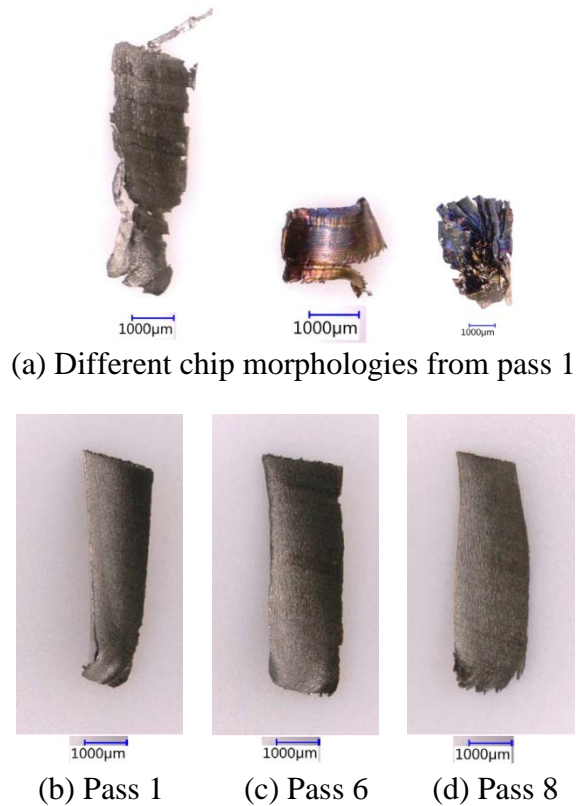 1000µm
1000µm
1000µm
(a) Different chip morphologies from pass 1
1000µm
1000µm
1000µm
(b) Pass 1
(c) Pass 6
(d) Pass 8